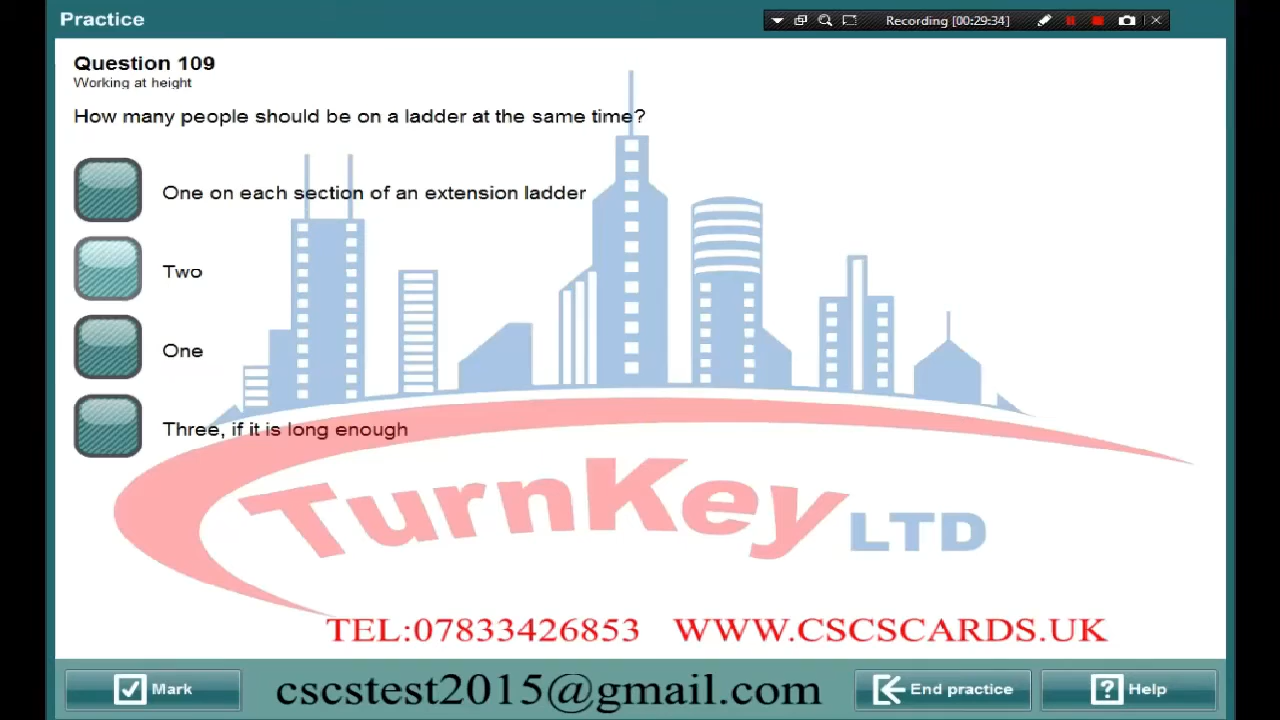 Practice
Recording [00:29:34]
Question 109
Working at height
How many people should be on a ladder at the same time?
One on each section of an extension ladder
Two
One
Three, if it is long enough
TurnKey LTD
TEL:07833426853 WWW.CSCSCARDS.UK
Mark
cscstest2015@gmail.com
End practice
Help